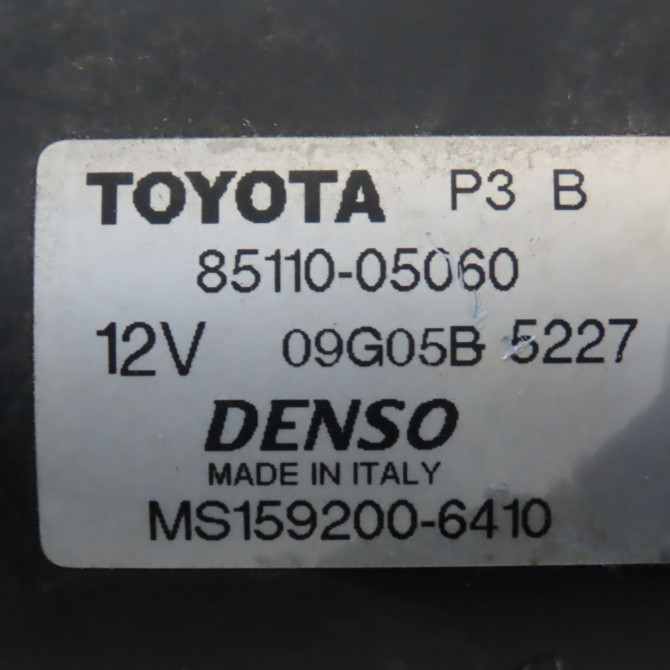 TOYOTA P3 B
85110-05060
12V 09G05B 5227
DENSO
MADE IN ITALY
MS159200-6410